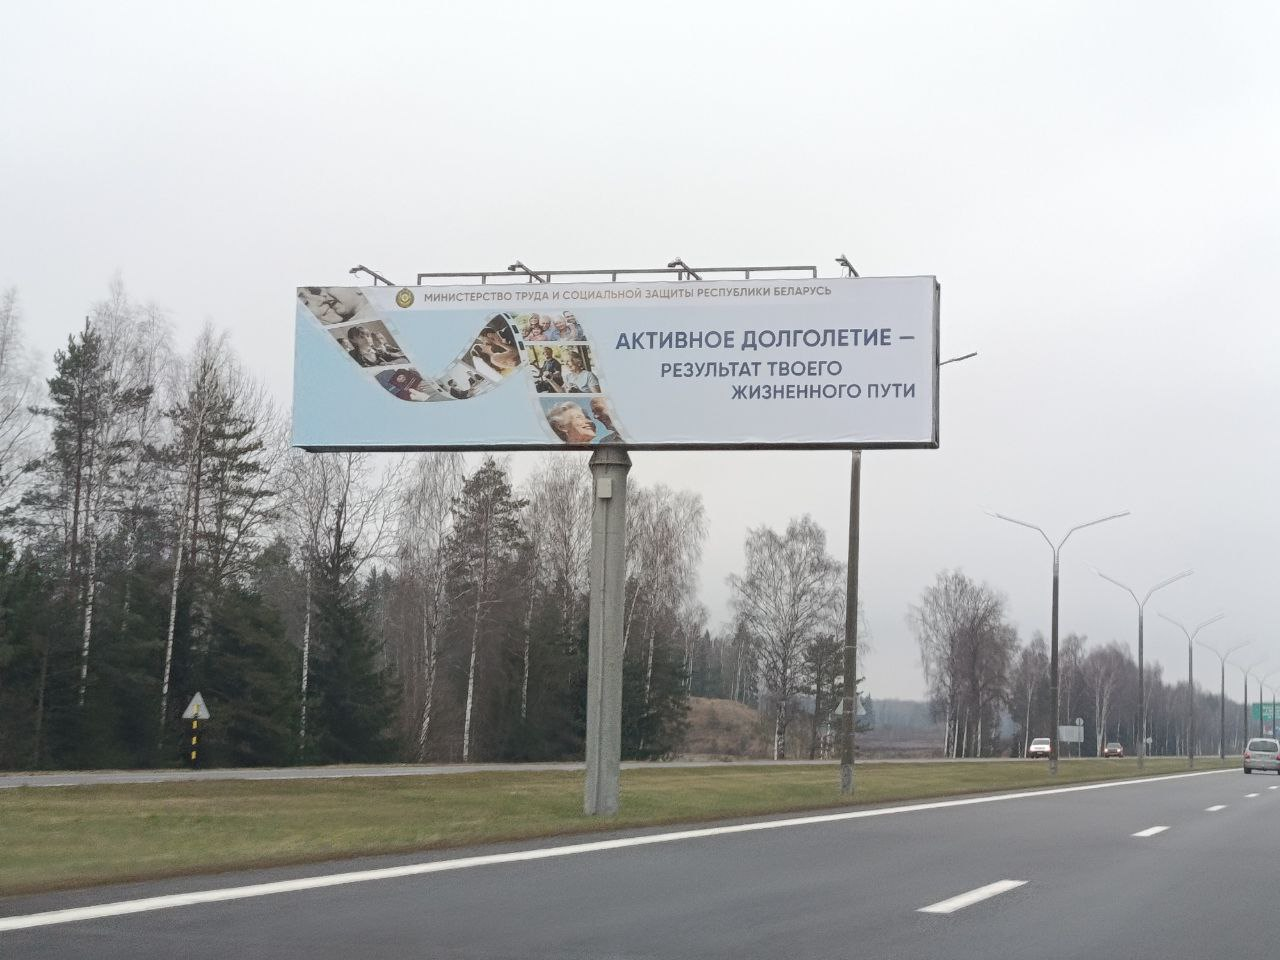 МИНИСТЕРСТВО ТРУДА И СОЦИАЛЬНОЙ ЗАЩИТЫ РЕСПУБЛИКИ БЕЛАРУСЬ
АКТИВНОЕ ДОЛГОЛЕТИЕ —
РЕЗУЛЬТАТ ТВОЕГО
ЖИЗНЕННОГО ПУТИ